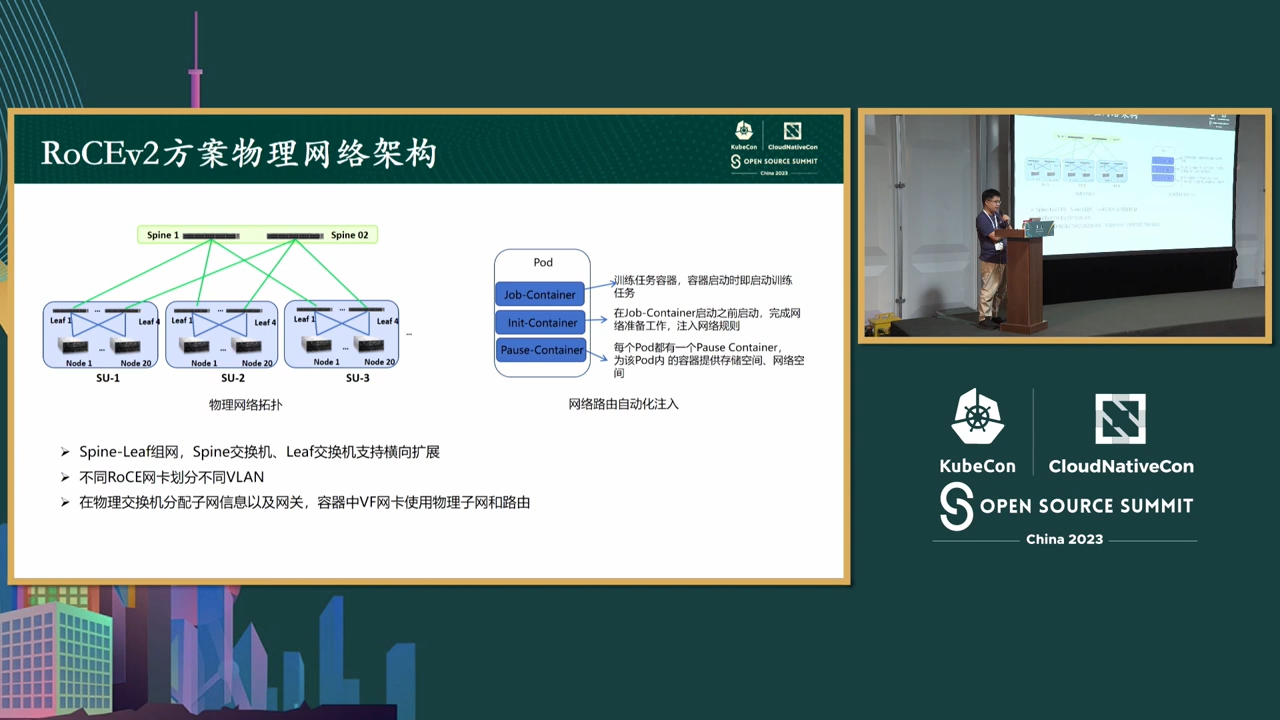 RoCEv2方案物理网络架构
KubeCon
CloudNativeCon
OPEN SOURCE SUMMIT
China 2023
Spine 1
Spine 02
Leaf 1
...
Leaf 4
Leaf 1
...
Leaf 4
Leaf 1
...
Leaf 4
...
Node 1
...
Node 20
Node 1
...
Node 20
Node 1
...
Node 20
SU-1
SU-2
SU-3
物理网络拓扑
Pod
Job-Container
Init-Container
Pause-Container
训练任务容器，容器启动时即启动训练
任务
在Job-Container启动之前启动，完成网
络准备工作，注入网络规则
每个Pod都有一个Pause Container，
为该Pod内 的容器提供存储空间、网络空
间
网络路由自动化注入
➢ Spine-Leaf组网，Spine交换机、Leaf交换机支持横向扩展
➢ 不同RoCE网卡划分不同VLAN
➢ 在物理交换机分配子网信息以及网关，容器中VF网卡使用物理子网和路由
KubeCon
CloudNativeCon
OPEN SOURCE SUMMIT
China 2023